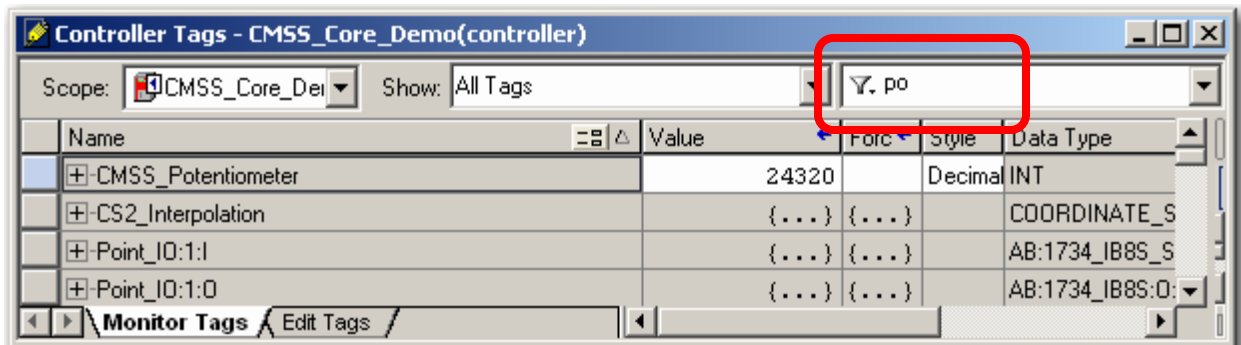 Controller Tags - CMSS_Core_Demo(controller)
Scope: CMSS_Core_De Show: All Tags po
Name Value Forc Style Data Type
CMSS_Potentiometer 24320 Decimal INT
CS2_Interpolation {...} {...} COORDINATE_S
Point_IO:1:I {...} {...} AB:1734_IB8S_S
Point_IO:1:O {...} {...} AB:1734_IB8S:O:
Monitor Tags Edit Tags